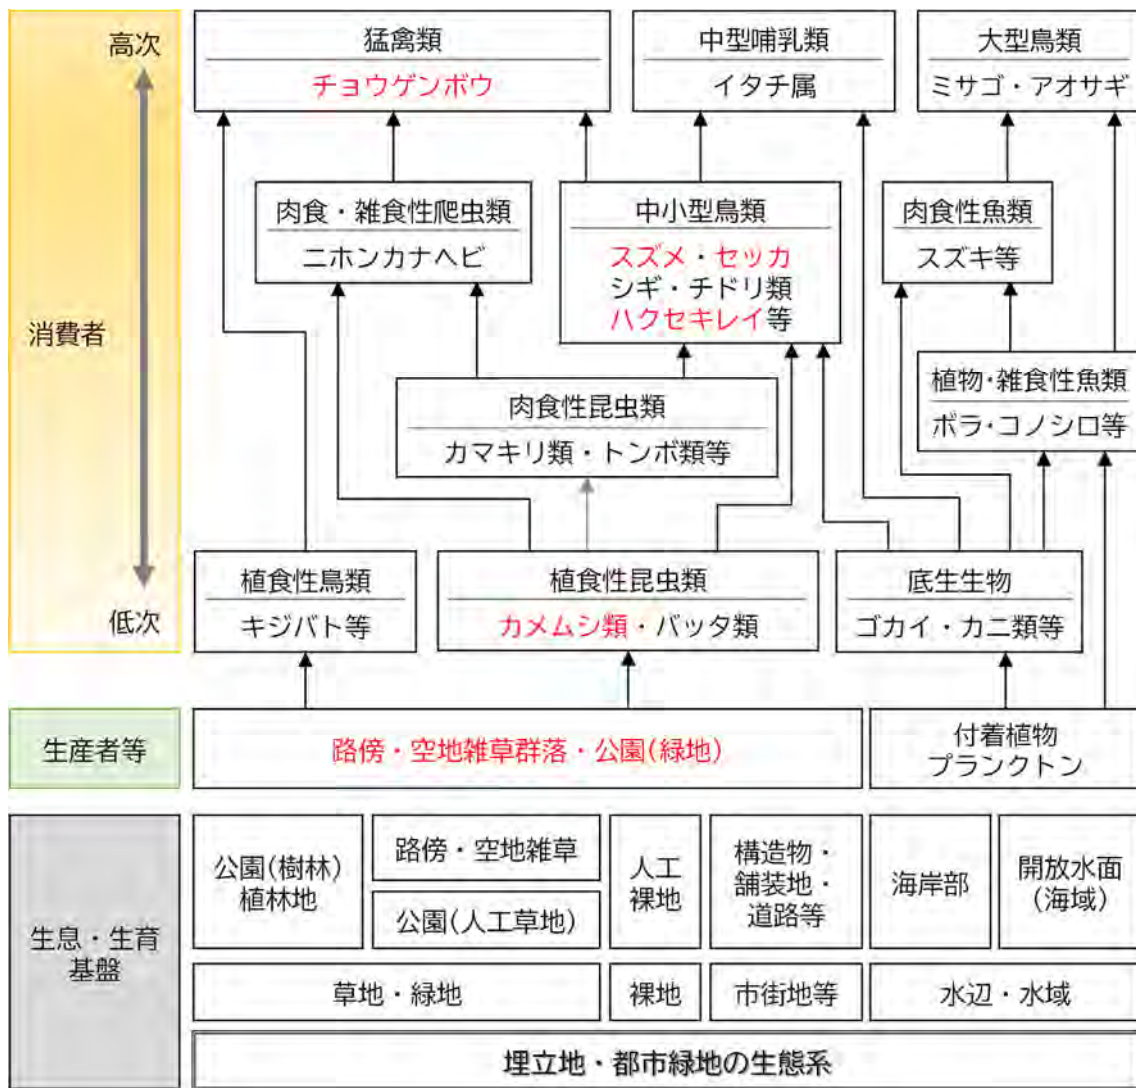 高次
猛禽類
チョウゲンボウ
中型哺乳類
イタチ属
大型鳥類
ミサゴ・アオサギ
肉食・雑食性爬虫類
ニホンカナヘビ
中小型鳥類
スズメ・セッカ
シギ・チドリ類
ハクセキレイ等
肉食性魚類
スズキ等
消費者
肉食性昆虫類
カマキリ類・トンボ類等
植物・雑食性魚類
ボラ・コノシロ等
植食性鳥類
キジバト等
植食性昆虫類
カメムシ類・バッタ類
底生生物
ゴカイ・カニ類等
低次
生産者等
路傍・空地雑草群落・公園(緑地)
付着植物
プランクトン
生息・生育
基盤
公園(樹林)
植林地
路傍・空地雑草
公園(人工草地)
人工
裸地
構造物・
舗装地・
道路等
海岸部
開放水面
(海域)
草地・緑地
裸地
市街地等
水辺・水域
埋立地・都市緑地の生態系